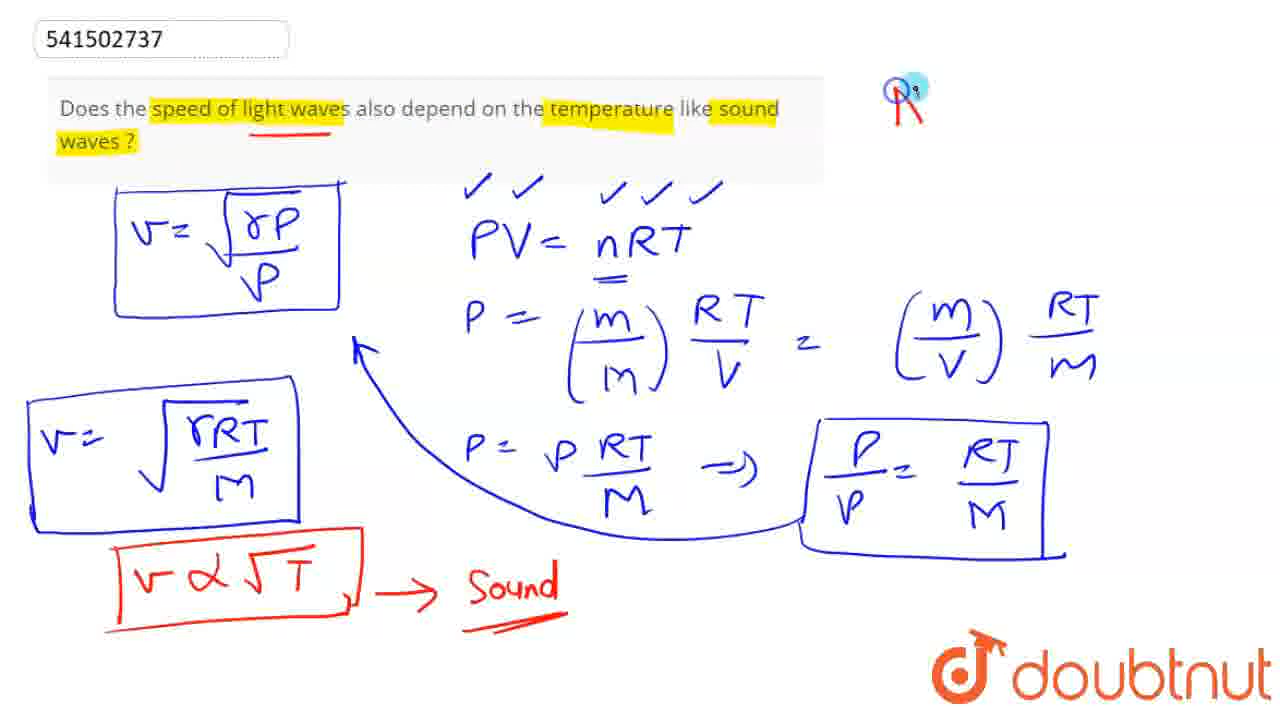 541502737
Does the speed of light waves also depend on the temperature like sound
waves ?
v = √(γP/ρ)
PV = nRT
P = (m/M) RT/V = (m/V) RT/M
P = ρ RT/M ⇒ P/ρ = RT/M
v = √(γRT/M)
v ∝ √T → Sound
doubtnut